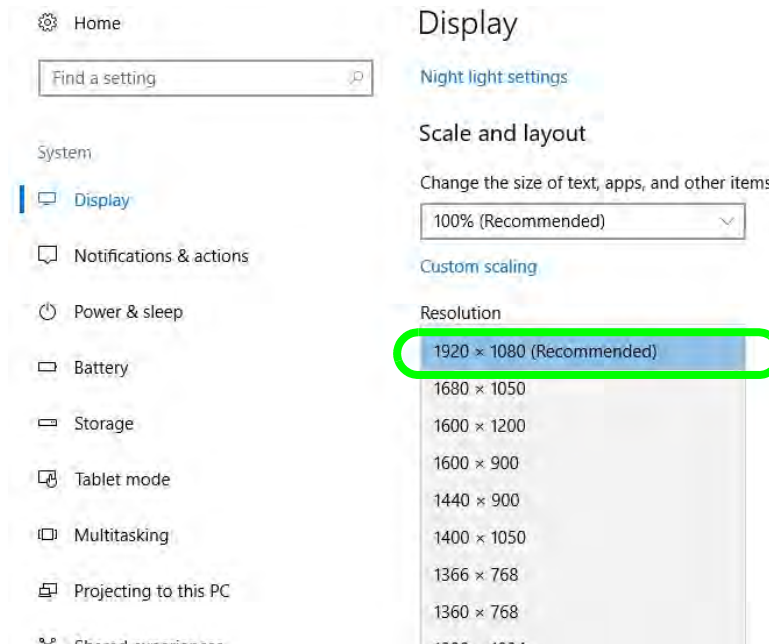 Home
Find a setting
System
Display
Notifications & actions
Power & sleep
Battery
Storage
Tablet mode
Multitasking
Projecting to this PC
Display
Night light settings
Scale and layout
Change the size of text, apps, and other items
100% (Recommended)
Custom scaling
Resolution
1920 × 1080 (Recommended)
1680 × 1050
1600 × 1200
1600 × 900
1440 × 900
1400 × 1050
1366 × 768
1360 × 768